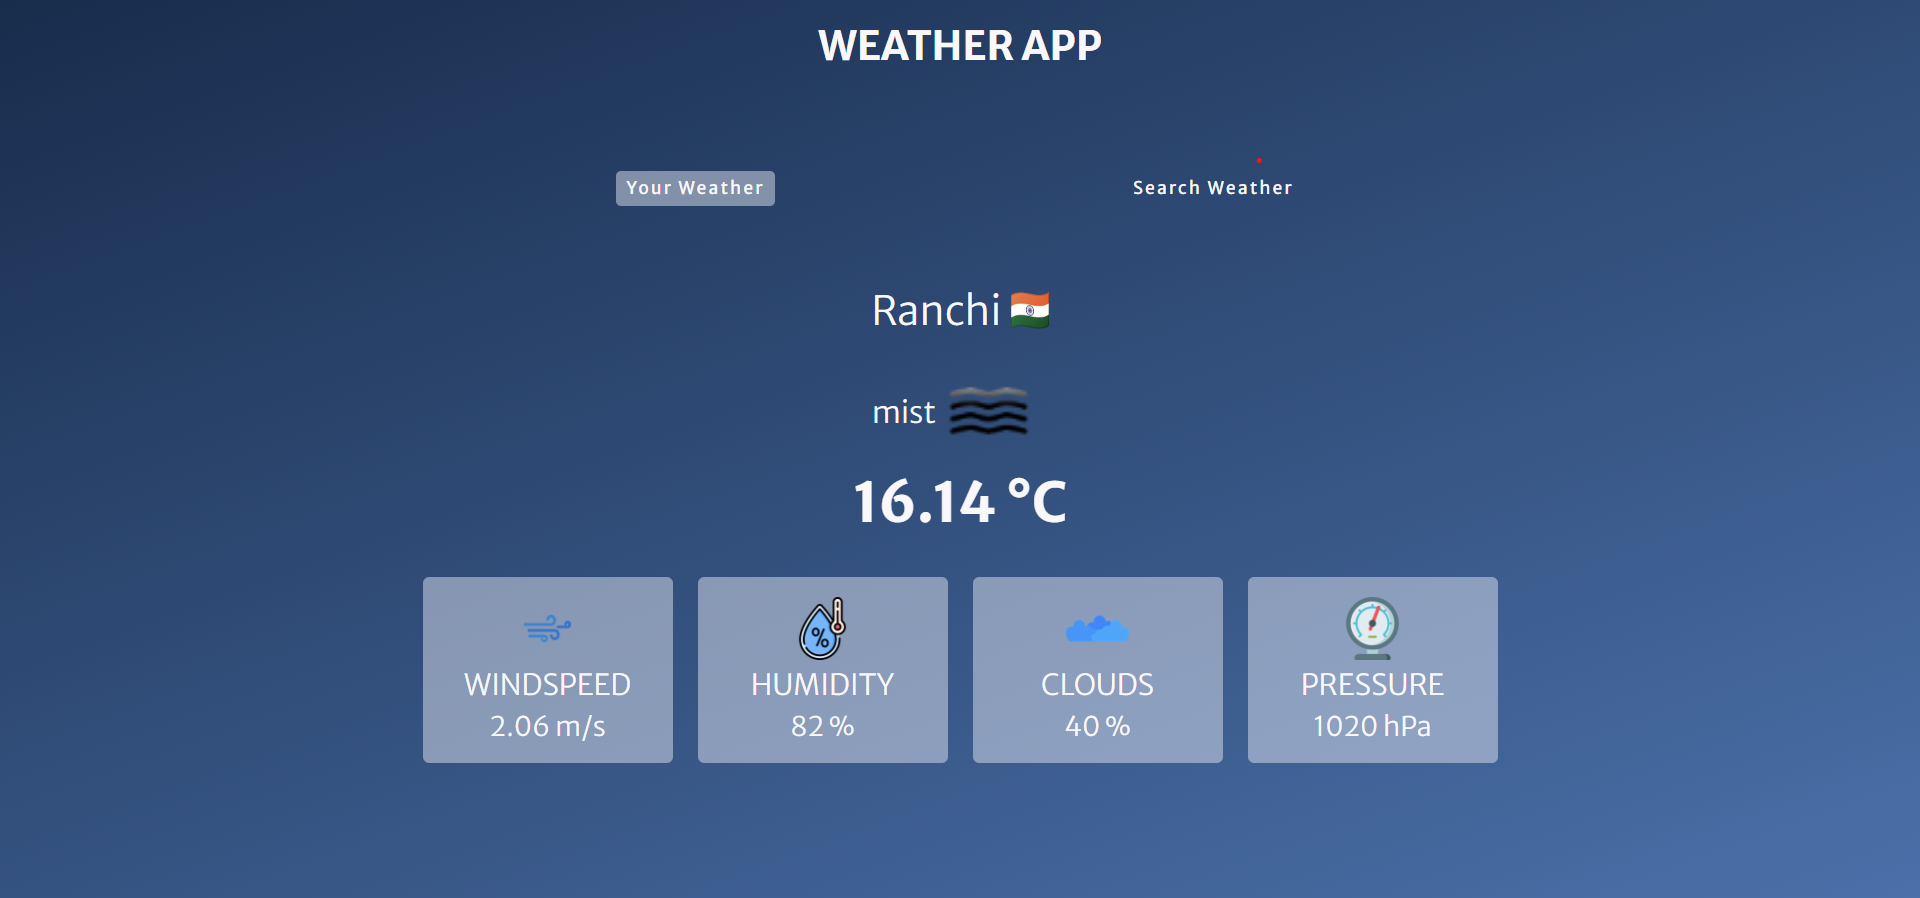 WEATHER APP
Your Weather
Search Weather
Ranchi
mist
16.14 °C
WINDSPEED
2.06 m/s
%
HUMIDITY
82 %
CLOUDS
40 %
PRESSURE
1020 hPa